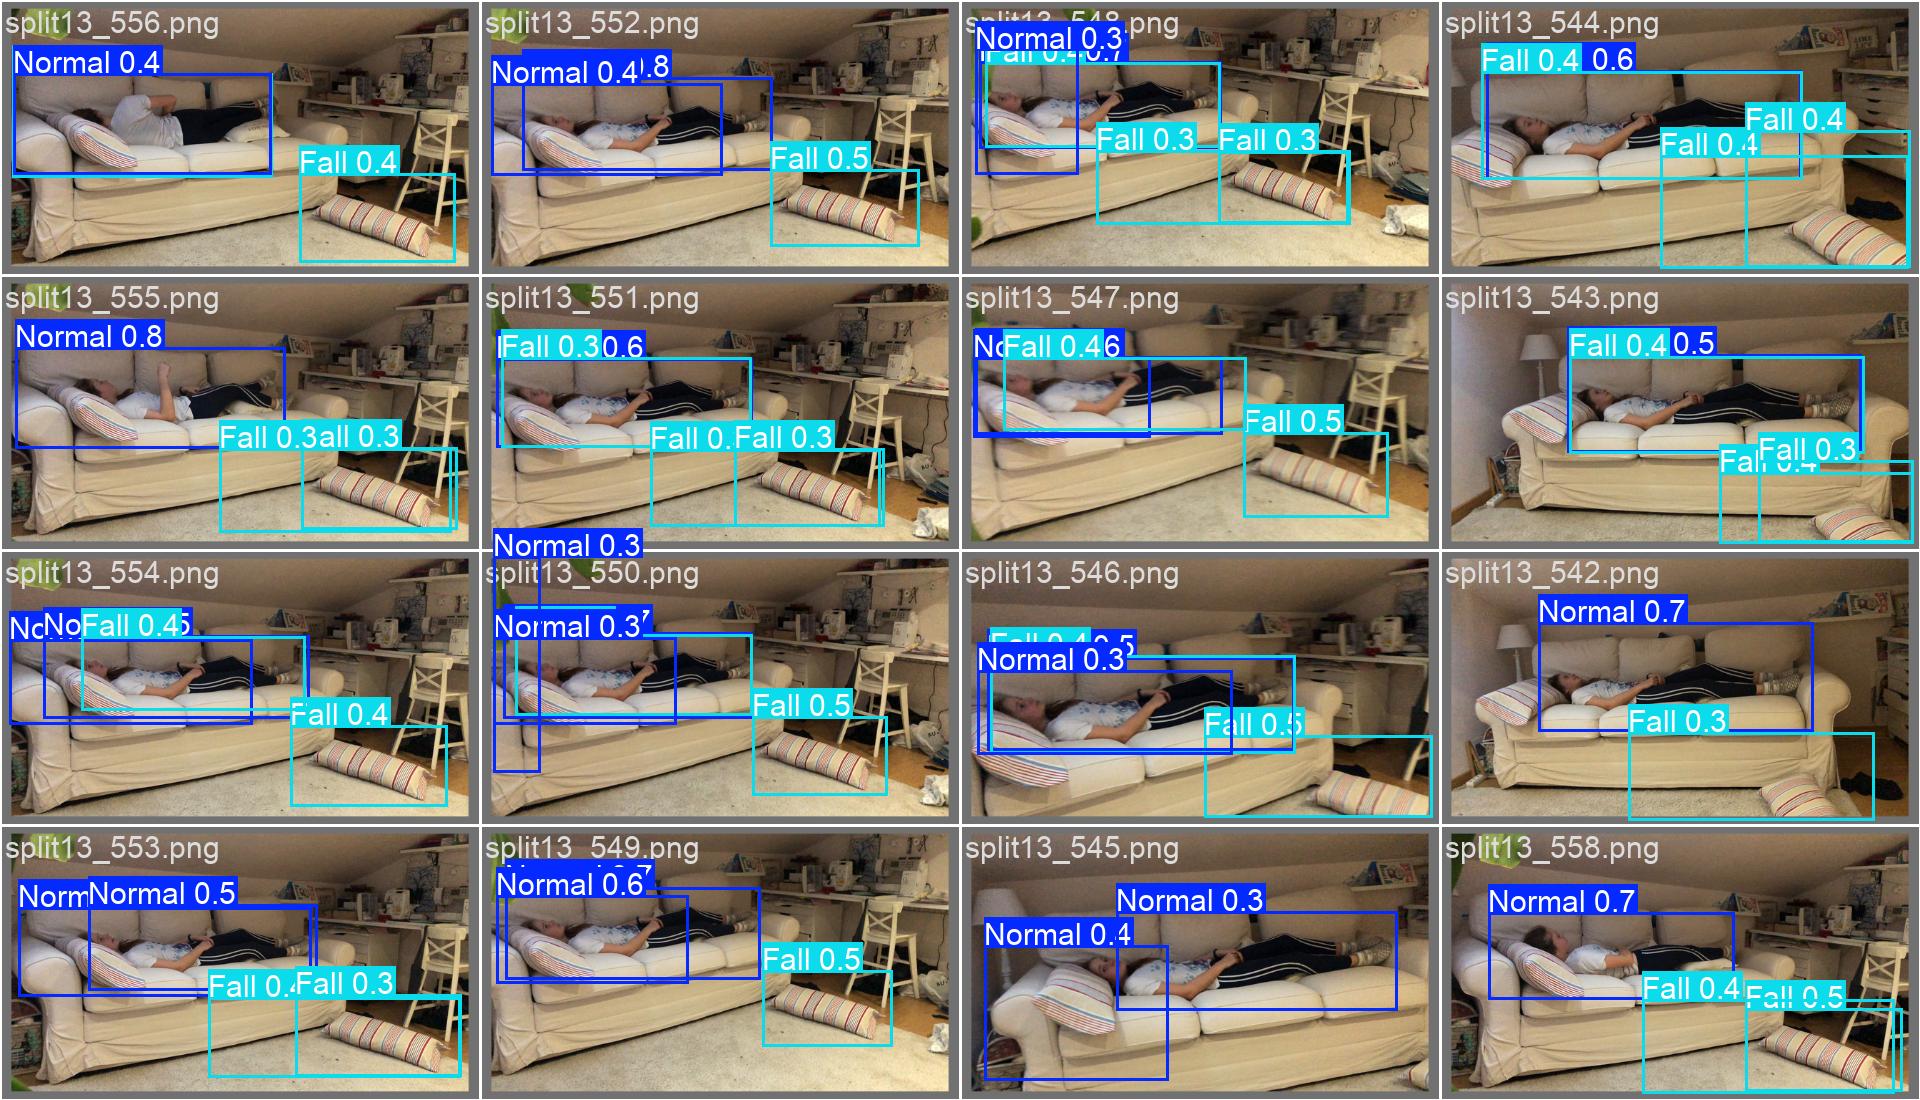 split13_556.png
Normal 0.4
Fall 0.4
split13_552.png
Normal 0.4
.8
Fall 0.5
Normal 0.3
Fall 0.3
Fall 0.3
split13_544.png
Fall 0.4
0.6
Fall 0.4
Fall 0.4
split13_555.png
Normal 0.8
Fall 0.3
all 0.3
split13_551.png
Fall 0.3
0.6
Fall 0.
Fall 0.3
split13_547.png
No
Fall 0.4
6
Fall 0.5
split13_543.png
Fall 0.4
0.5
Fall 0.3
split13_554.png
No
No
Fall 0.4
Fall 0.4
Normal 0.3
split13_550.png
Normal 0.3
Fall 0.5
split13_546.png
Fall 0.4
0.5
Normal 0.3
Fall 0.5
split13_542.png
Normal 0.7
Fall 0.3
split13_553.png
Norm
Normal 0.5
Fall 0.
Fall 0.3
split13_549.png
Normal 0.6
Fall 0.5
split13_545.png
Normal 0.3
Normal 0.4
split13_558.png
Normal 0.7
Fall 0.4
Fall 0.5